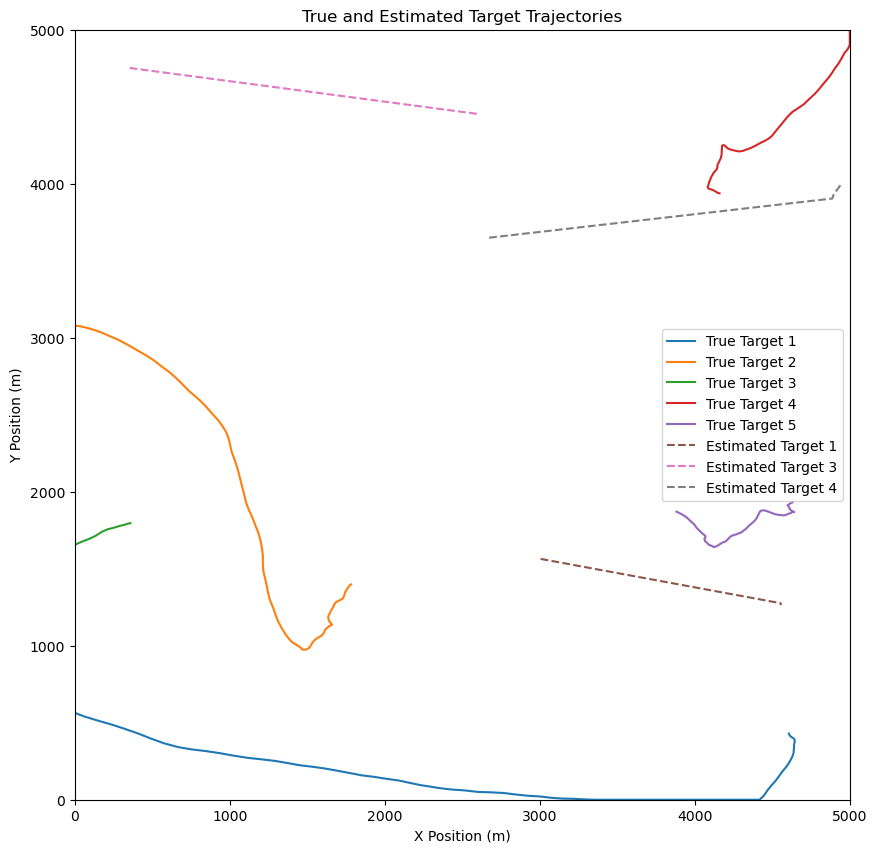 True and Estimated Target Trajectories
5000
4000
3000
2000
1000
0
Y Position (m)
True Target 1
True Target 2
True Target 3
True Target 4
True Target 5
Estimated Target 1
Estimated Target 3
Estimated Target 4
0 1000 2000 3000 4000 5000
X Position (m)